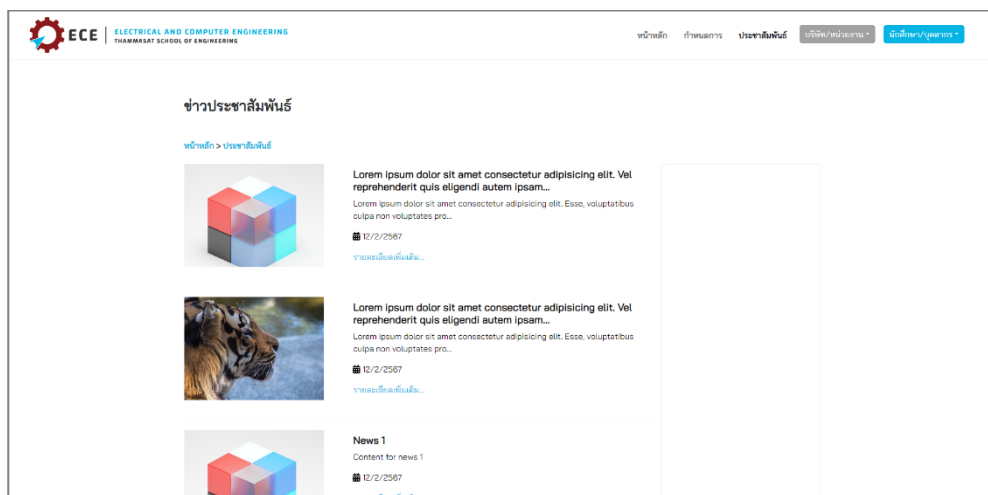 ECE
ELECTRICAL AND COMPUTER ENGINEERING
THAMMASAT SCHOOL OF ENGINEERING
หน้าหลัก กำหนดการ ประชาสัมพันธ์ บริษัท/หน่วยงาน นักศึกษา/บุคลากร
ข่าวประชาสัมพันธ์
หน้าหลัก > ประชาสัมพันธ์
Lorem ipsum dolor sit amet consectetur adipisicing elit. Vel
reprehenderit quis eligendi autem ipsam...
Lorem ipsum dolor sit amet consectetur adipisicing elit. Esse, voluptatibus
culpa non voluptates pro...
12/2/2567
รายละเอียดเพิ่มเติม...
Lorem ipsum dolor sit amet consectetur adipisicing elit. Vel
reprehenderit quis eligendi autem ipsam...
Lorem ipsum dolor sit amet consectetur adipisicing elit. Esse, voluptatibus
culpa non voluptates pro...
12/2/2567
รายละเอียดเพิ่มเติม...
News 1
Content for news 1
12/2/2567